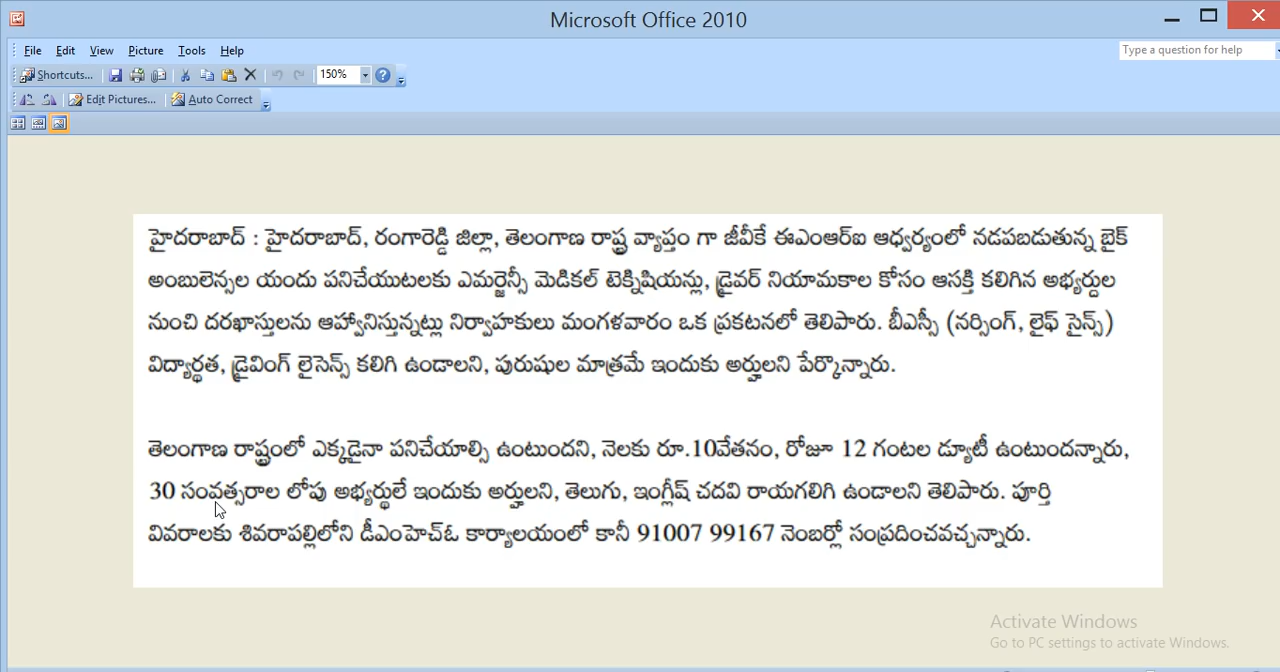 Microsoft Office 2010
File Edit View Picture Tools Help
Type a question for help
Shortcuts... 150%
Edit Pictures... Auto Correct
హైదరాబాద్ : హైదరాబాద్, రంగారెడ్డి జిల్లా, తెలంగాణ రాష్ట్ర వ్యాప్తం గా జీవీకే ఈఎంఆర్ఐ ఆధ్వర్యంలో నడపబడుతున్న బైక్
అంబులెన్సల యందు పనిచేయుటలకు ఎమర్జెన్సీ మెడికల్ టెక్నిషియన్లు, డ్రైవర్ నియామకాల కోసం ఆసక్తి కలిగిన అభ్యర్దుల
నుంచి దరఖాస్తులను ఆహ్వానిస్తున్నట్లు నిర్వాహకులు మంగళవారం ఒక ప్రకటనలో తెలిపారు. బీఎస్సీ (నర్సింగ్, లైఫ్ సైన్స్)
విద్యార్థత, డ్రైవింగ్ లైసెన్స్ కలిగి ఉండాలని, పురుషుల మాత్రమే ఇందుకు అర్హులని పేర్కొన్నారు.
తెలంగాణ రాష్ట్రంలో ఎక్కడైనా పనిచేయాల్సి ఉంటుందని, నెలకు రూ.10వేతనం, రోజూ 12 గంటల డ్యూటీ ఉంటుందన్నారు,
30 సంవత్సరాల లోపు అభ్యర్థులే ఇందుకు అర్హులని, తెలుగు, ఇంగ్లీష్ చదవి రాయగలిగి ఉండాలని తెలిపారు. పూర్తి
వివరాలకు శివరాపల్లిలోని డీఎంహెచ్ఓ కార్యాలయంలో కానీ 91007 99167 నెంబర్లో సంప్రదించవచ్చన్నారు.
Activate Windows
Go to PC settings to activate Windows.